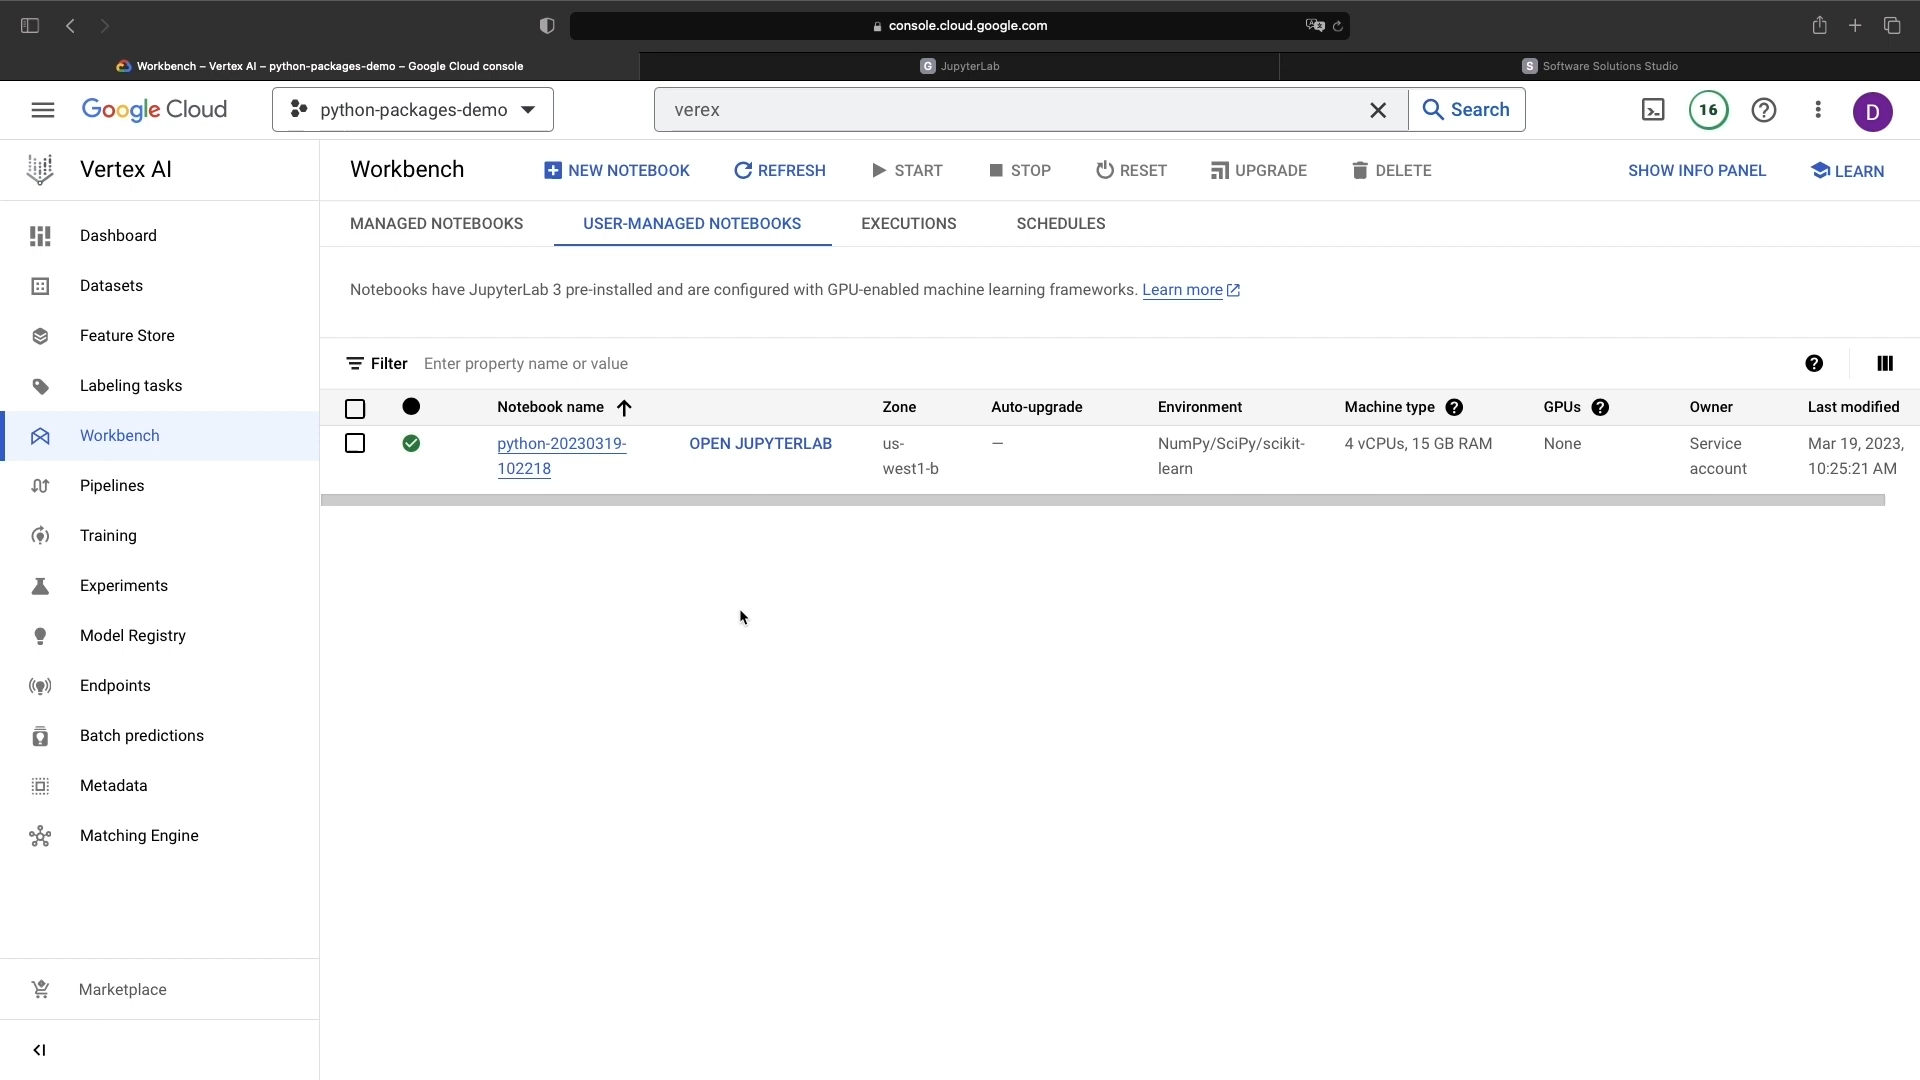 console.cloud.google.com
Workbench – Vertex AI – python-packages-demo – Google Cloud console
G JupyterLab
S Software Solutions Studio
Google Cloud
python-packages-demo
verex
Search
16
D
Vertex AI
Workbench
NEW NOTEBOOK
REFRESH
START
STOP
RESET
UPGRADE
DELETE
SHOW INFO PANEL
LEARN
Dashboard
Datasets
Feature Store
Labeling tasks
Workbench
Pipelines
Training
Experiments
Model Registry
Endpoints
Batch predictions
Metadata
Matching Engine
Marketplace
MANAGED NOTEBOOKS
USER-MANAGED NOTEBOOKS
EXECUTIONS
SCHEDULES
Notebooks have JupyterLab 3 pre-installed and are configured with GPU-enabled machine learning frameworks. Learn more
Filter Enter property name or value
Notebook name
Zone
Auto-upgrade
Environment
Machine type
GPUs
Owner
Last modified
python-20230319-
102218
OPEN JUPYTERLAB
us-
west1-b
—
NumPy/SciPy/scikit-
learn
4 vCPUs, 15 GB RAM
None
Service
account
Mar 19, 2023,
10:25:21 AM